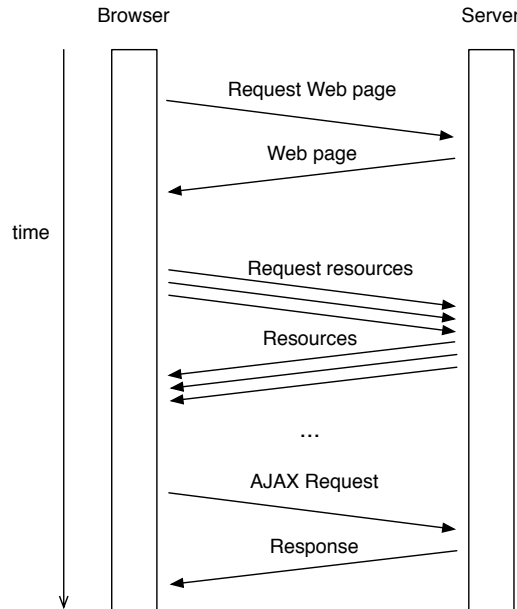 Browser
Server
Request Web page
Web page
time
Request resources
Resources
...
AJAX Request
Response